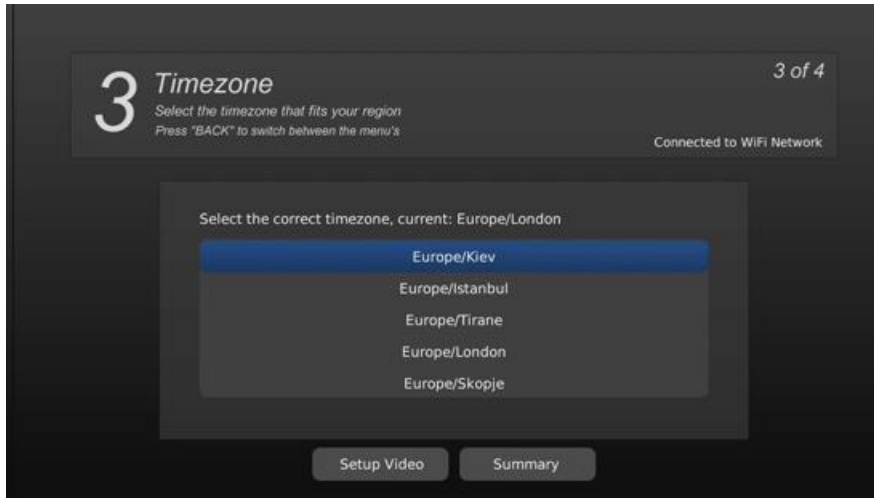 3
Timezone
3 of 4
Select the timezone that fits your region
Press "BACK" to switch between the menu's
Connected to WiFi Network
Select the correct timezone, current: Europe/London
Europe/Kiev
Europe/Istanbul
Europe/Tirane
Europe/London
Europe/Skopje
Setup Video
Summary